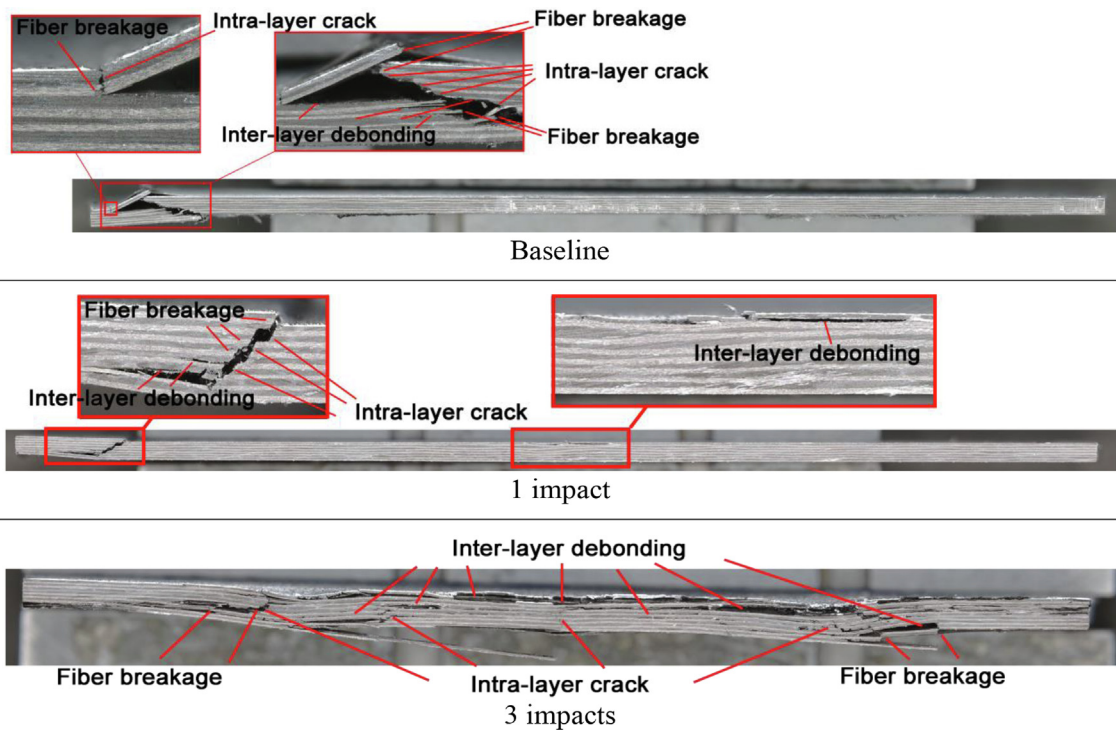 Fiber breakage
Intra-layer crack
Fiber breakage
Intra-layer crack
Inter-layer debonding
Fiber breakage
Baseline
Fiber breakage
Inter-layer debonding
Intra-layer crack
Inter-layer debonding
1 impact
Inter-layer debonding
Fiber breakage
Intra-layer crack
Fiber breakage
3 impacts